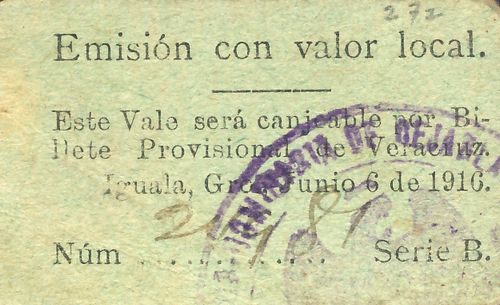 272
Emisión con valor local.
Este Vale será canjeable por Bi-
llete Provisional de Veracruz.
Iguala, Gro., Junio 6 de 1916.
Núm ............ Serie B.